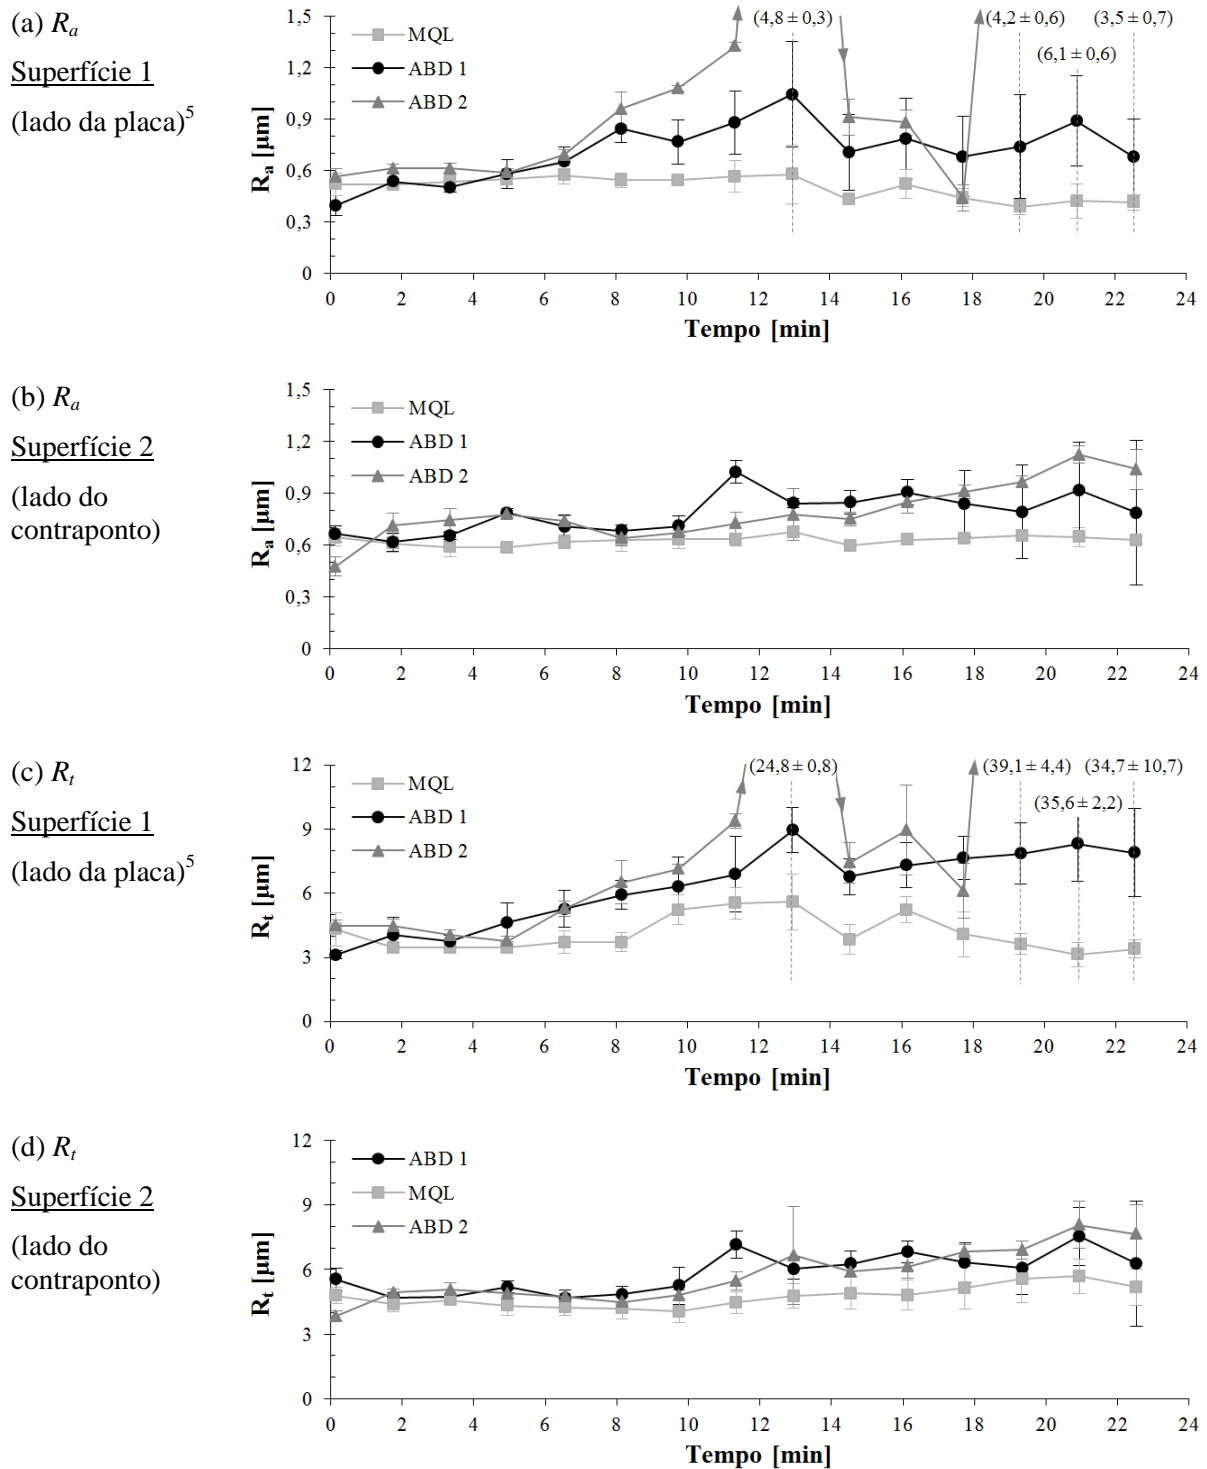 (a) Ra
Superfície 1
(lado da placa)5
Ra [µm]
1,5
1,2
0,9
0,6
0,3
0
MQL
ABD 1
ABD 2
(4,8 ± 0,3)
(4,2 ± 0,6)
(3,5 ± 0,7)
(6,1 ± 0,6)
0 2 4 6 8 10 12 14 16 18 20 22 24
Tempo [min]
(b) Ra
Superfície 2
(lado do
contraponto)
Ra [µm]
1,5
1,2
0,9
0,6
0,3
0
MQL
ABD 1
ABD 2
0 2 4 6 8 10 12 14 16 18 20 22 24
Tempo [min]
(c) Rt
Superfície 1
(lado da placa)5
Rt [µm]
12
9
6
3
0
MQL
ABD 1
ABD 2
(24,8 ± 0,8)
(39,1 ± 4,4)
(34,7 ± 10,7)
(35,6 ± 2,2)
0 2 4 6 8 10 12 14 16 18 20 22 24
Tempo [min]
(d) Rt
Superfície 2
(lado do
contraponto)
Rt [µm]
12
9
6
3
0
ABD 1
MQL
ABD 2
0 2 4 6 8 10 12 14 16 18 20 22 24
Tempo [min]